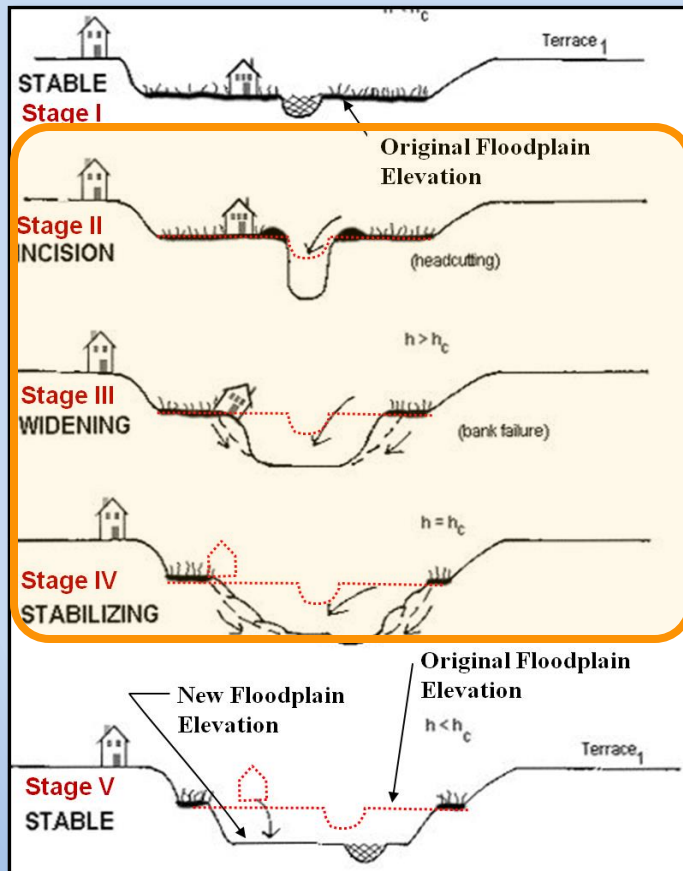 Terrace1
STABLE
Stage I
Original Floodplain
Elevation
Stage II
INCISION
(headcutting)
h > hc
Stage III
WIDENING
(bank failure)
h = hc
Stage IV
STABILIZING
Original Floodplain
Elevation
New Floodplain
Elevation
h < hc
Terrace1
Stage V
STABLE